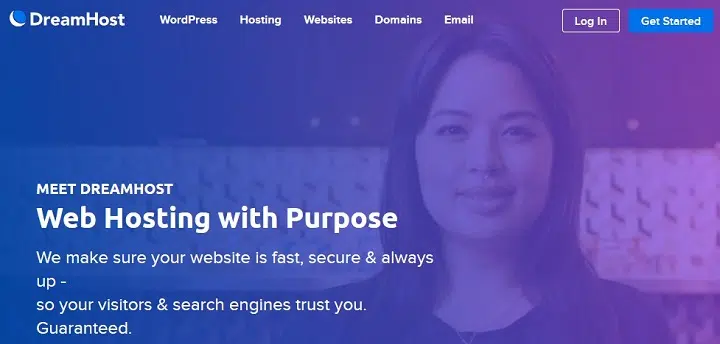 DreamHost
WordPress Hosting Websites Domains Email
Log In
Get Started
MEET DREAMHOST
Web Hosting with Purpose
We make sure your website is fast, secure & always
up -
so your visitors & search engines trust you.
Guaranteed.